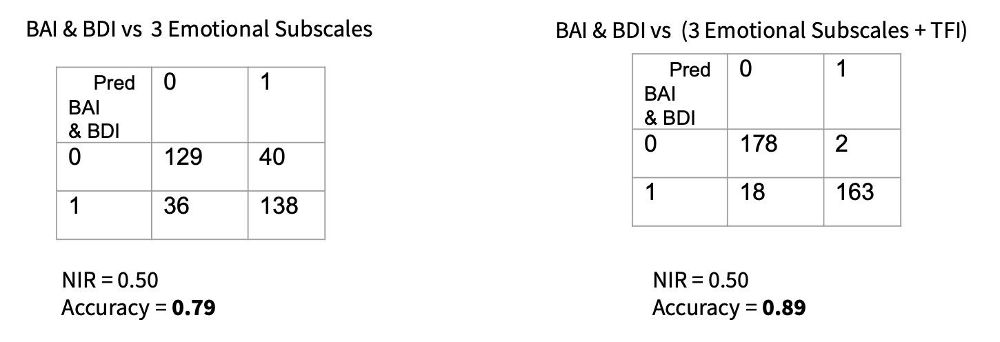 BAI & BDI vs 3 Emotional Subscales
Pred 0 1
BAI
& BDI
0 129 40
1 36 138
NIR = 0.50
Accuracy = 0.79
BAI & BDI vs (3 Emotional Subscales + TFI)
Pred 0 1
BAI
& BDI
0 178 2
1 18 163
NIR = 0.50
Accuracy = 0.89